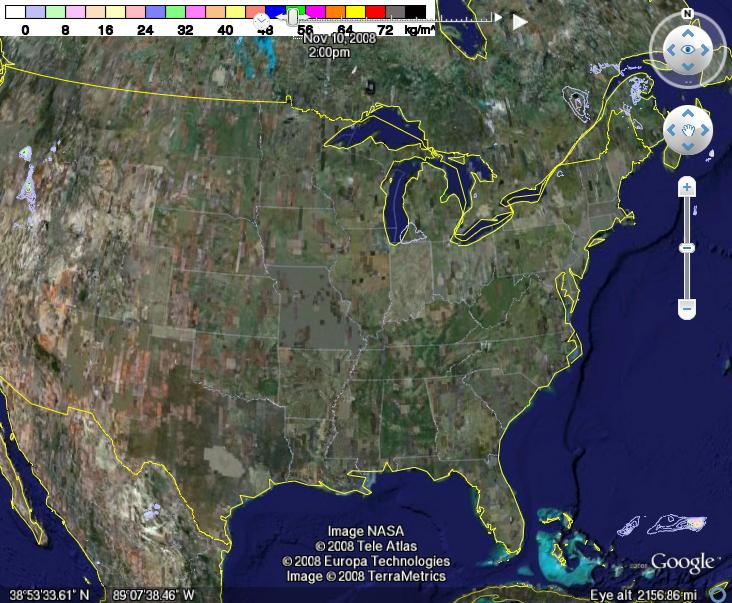 0 8 16 24 32 40 48 56 64 72 kg/m^
Nov 10, 2008
2:00pm
N
Image NASA
© 2008 Tele Atlas
© 2008 Europa Technologies
Image © 2008 TerraMetrics
Google
38°53'33.61" N 89°07'38.46" W
Eye alt 2156.86 mi